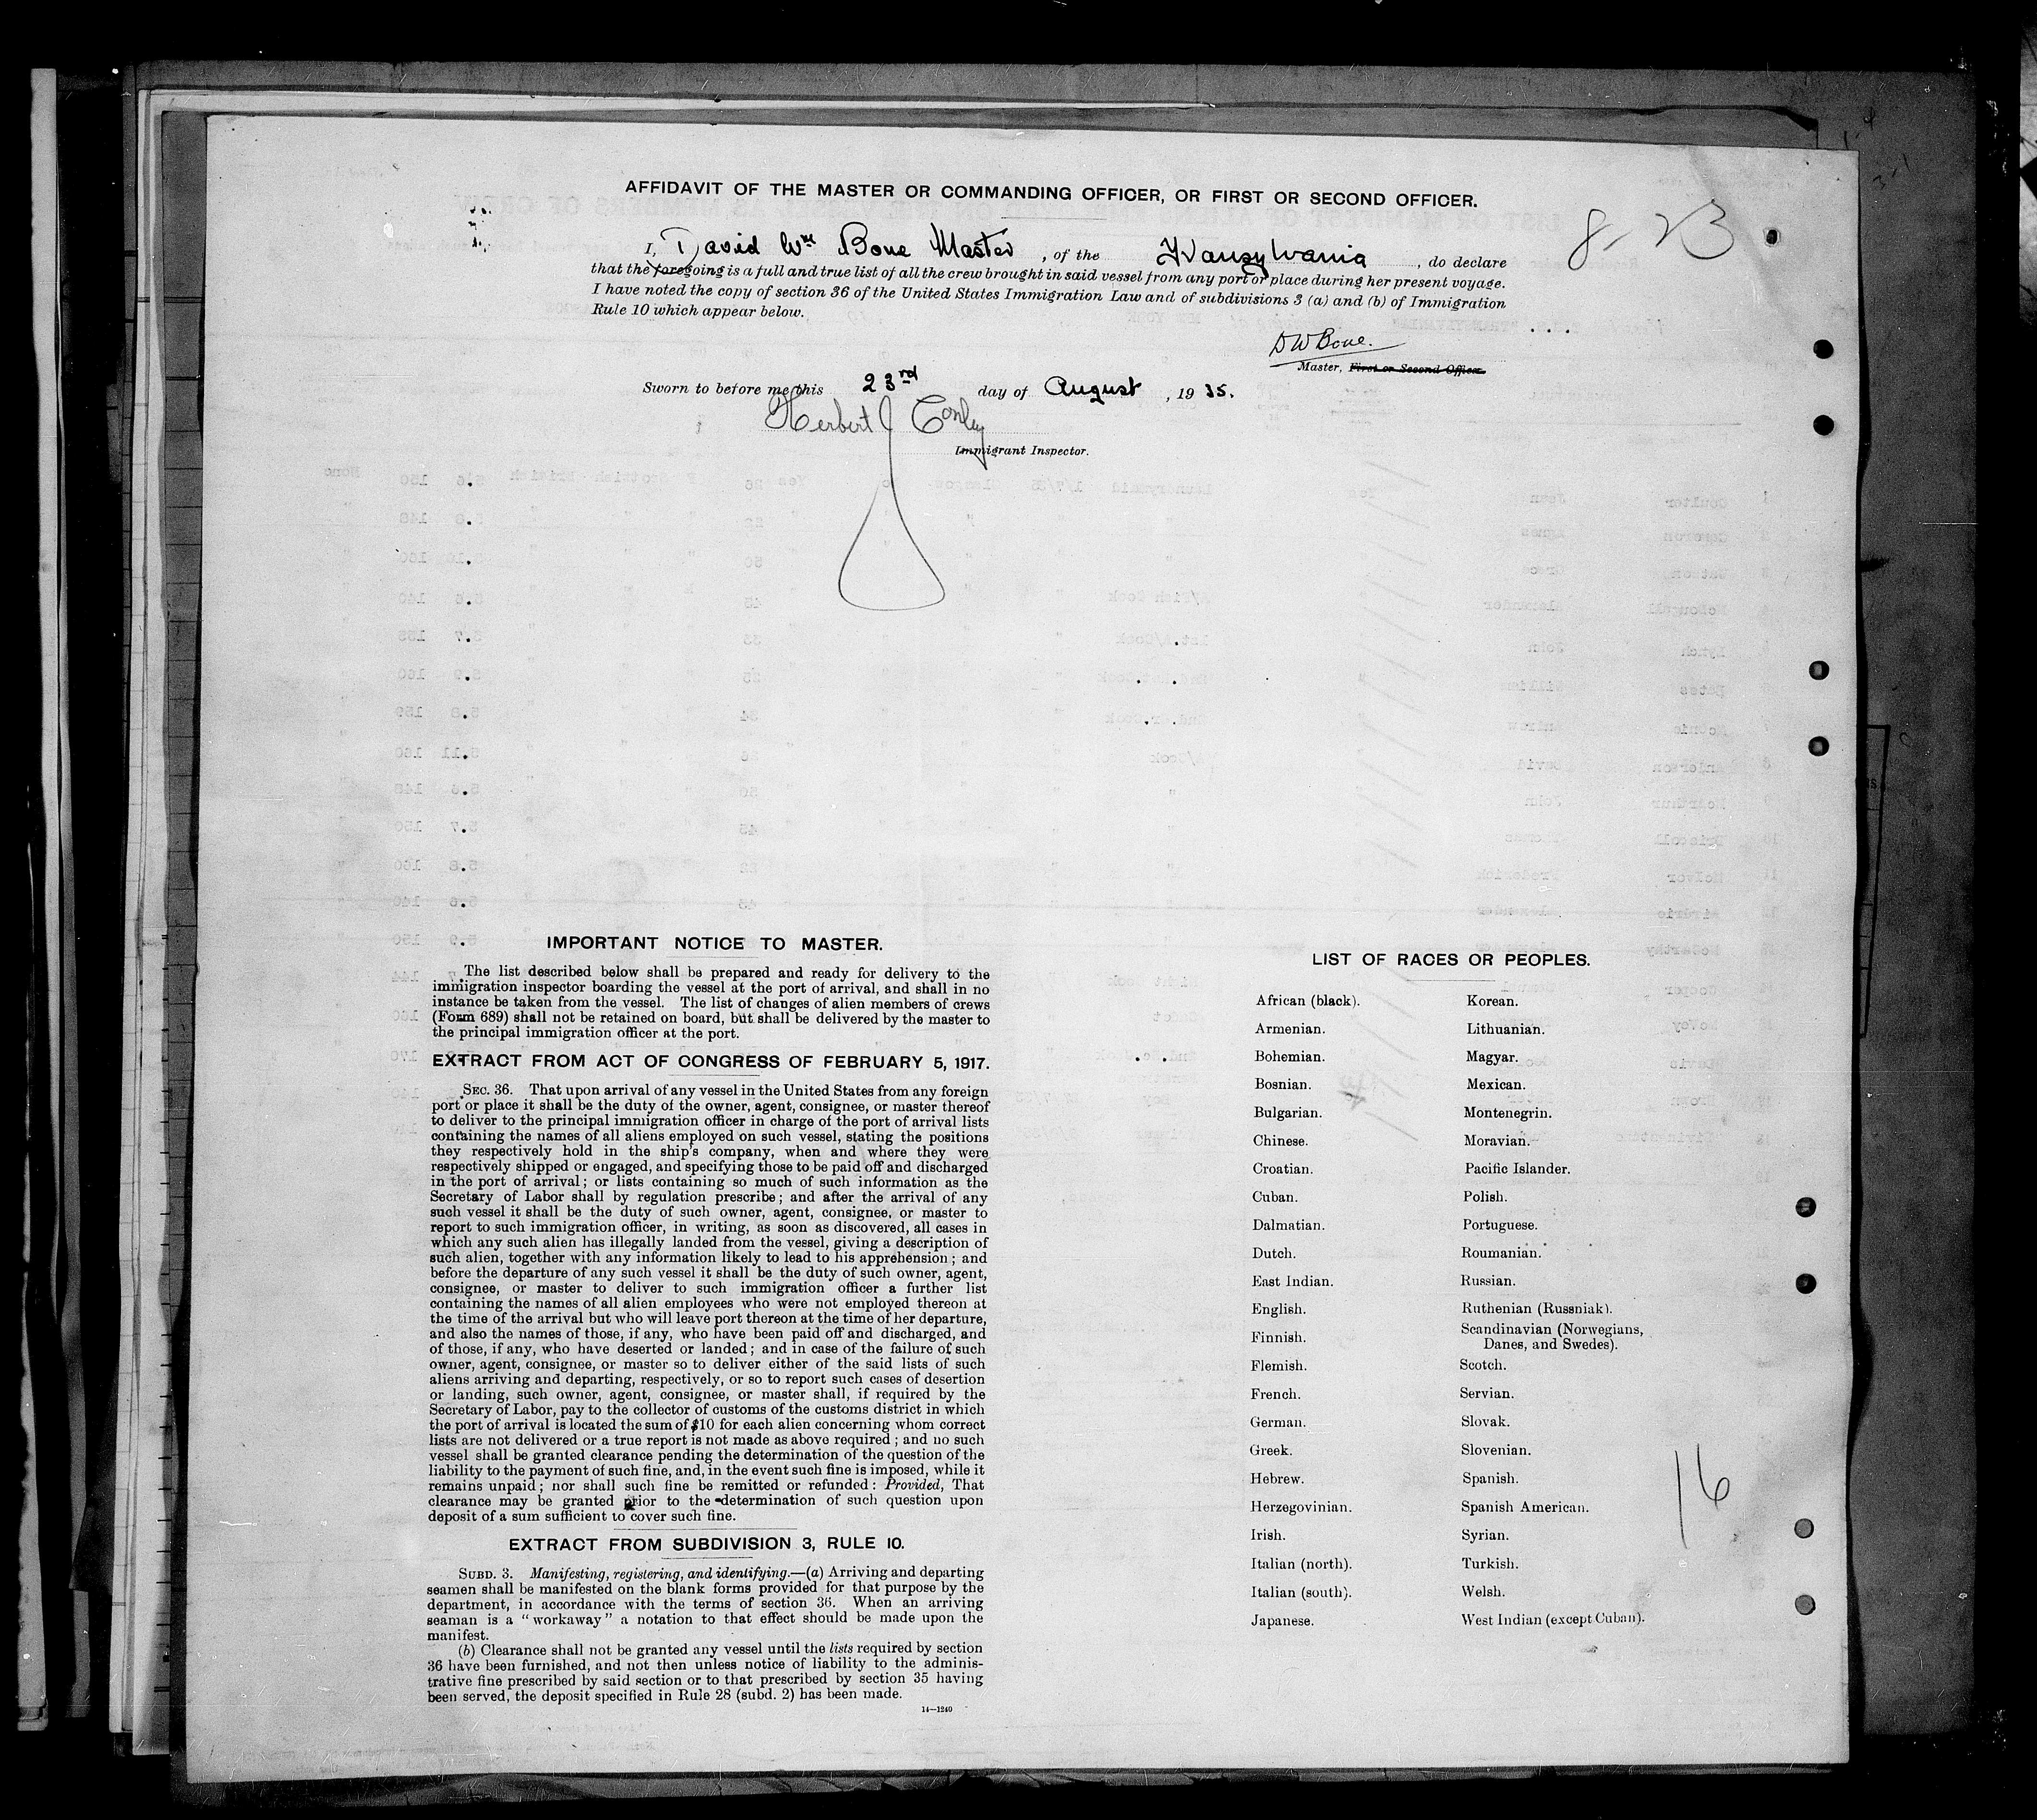 AFFIDAVIT OF THE MASTER OR COMMANDING OFFICER, OR FIRST OR SECOND OFFICER.
8-23
I, David Wm Bone Master, of the Transylvania, do declare
that the foregoing is a full and true list of all the crew brought in said vessel from any port or place during her present voyage.
I have noted the copy of section 36 of the United States Immigration Law and of subdivisions 3 (a) and (b) of Immigration
Rule 10 which appear below.
DW Bone.
Master, First or Second Officer.
Sworn to before me this 23rd day of August, 1935.
Herbert J Conley
Immigrant Inspector.
IMPORTANT NOTICE TO MASTER.
The list described below shall be prepared and ready for delivery to the
immigration inspector boarding the vessel at the port of arrival, and shall in no
instance be taken from the vessel. The list of changes of alien members of crews
(Form 689) shall not be retained on board, but shall be delivered by the master to
the principal immigration officer at the port.
EXTRACT FROM ACT OF CONGRESS OF FEBRUARY 5, 1917.
SEC. 36. That upon arrival of any vessel in the United States from any foreign
port or place it shall be the duty of the owner, agent, consignee, or master thereof
to deliver to the principal immigration officer in charge of the port of arrival lists
containing the names of all aliens employed on such vessel, stating the positions
they respectively hold in the ship's company, when and where they were
respectively shipped or engaged, and specifying those to be paid off and discharged
in the port of arrival; or lists containing so much of such information as the
Secretary of Labor shall by regulation prescribe; and after the arrival of any
such vessel it shall be the duty of such owner, agent, consignee, or master to
report to such immigration officer, in writing, as soon as discovered, all cases in
which any such alien has illegally landed from the vessel, giving a description of
such alien, together with any information likely to lead to his apprehension; and
before the departure of any such vessel it shall be the duty of such owner, agent,
consignee, or master to deliver to such immigration officer a further list
containing the names of all alien employees who were not employed thereon at
the time of the arrival but who will leave port thereon at the time of her departure,
and also the names of those, if any, who have been paid off and discharged, and
of those, if any, who have deserted or landed; and in case of the failure of such
owner, agent, consignee, or master so to deliver either of the said lists of such
aliens arriving and departing, respectively, or so to report such cases of desertion
or landing, such owner, agent, consignee, or master shall, if required by the
Secretary of Labor, pay to the collector of customs of the customs district in which
the port of arrival is located the sum of $10 for each alien concerning whom correct
lists are not delivered or a true report is not made as above required; and no such
vessel shall be granted clearance pending the determination of the question of the
liability to the payment of such fine, and, in the event such fine is imposed, while it
remains unpaid; nor shall such fine be remitted or refunded: Provided, That
clearance may be granted prior to the determination of such question upon
deposit of a sum sufficient to cover such fine.
EXTRACT FROM SUBDIVISION 3, RULE 10.
SUBD. 3. Manifesting, registering, and identifying.—(a) Arriving and departing
seamen shall be manifested on the blank forms provided for that purpose by the
department, in accordance with the terms of section 36. When an arriving
seaman is a "workaway" a notation to that effect should be made upon the
manifest.
(b) Clearance shall not be granted any vessel until the lists required by section
36 have been furnished, and not then unless notice of liability to the adminis-
trative fine prescribed by said section or to that prescribed by section 35 having
been served, the deposit specified in Rule 28 (subd. 2) has been made.
14—1240
LIST OF RACES OR PEOPLES.
African (black).
Armenian.
Bohemian.
Bosnian.
Bulgarian.
Chinese.
Croatian.
Cuban.
Dalmatian.
Dutch.
East Indian.
English.
Finnish.
Flemish.
French.
German.
Greek.
Hebrew.
Herzegovinian.
Irish.
Italian (north).
Italian (south).
Japanese.
Korean.
Lithuanian.
Magyar.
Mexican.
Montenegrin.
Moravian.
Pacific Islander.
Polish.
Portuguese.
Roumanian.
Russian.
Ruthenian (Russniak).
Scandinavian (Norwegians,
Danes, and Swedes).
Scotch.
Servian.
Slovak.
Slovenian.
Spanish.
Spanish American.
Syrian.
Turkish.
Welsh.
West Indian (except Cuban).
16